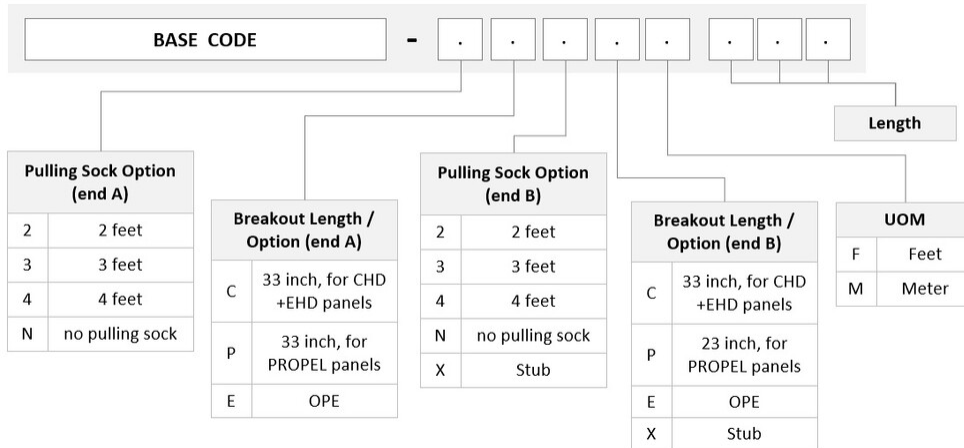 BASE CODE - . . . . . . . .
Length
Pulling Sock Option
(end A)
2 2 feet
3 3 feet
4 4 feet
N no pulling sock
Breakout Length /
Option (end A)
C 33 inch, for CHD
+EHD panels
P 33 inch, for
PROPEL panels
E OPE
Pulling Sock Option
(end B)
2 2 feet
3 3 feet
4 4 feet
N no pulling sock
X Stub
Breakout Length /
Option (end B)
C 33 inch, for CHD
+EHD panels
P 23 inch, for
PROPEL panels
E OPE
X Stub
UOM
F Feet
M Meter